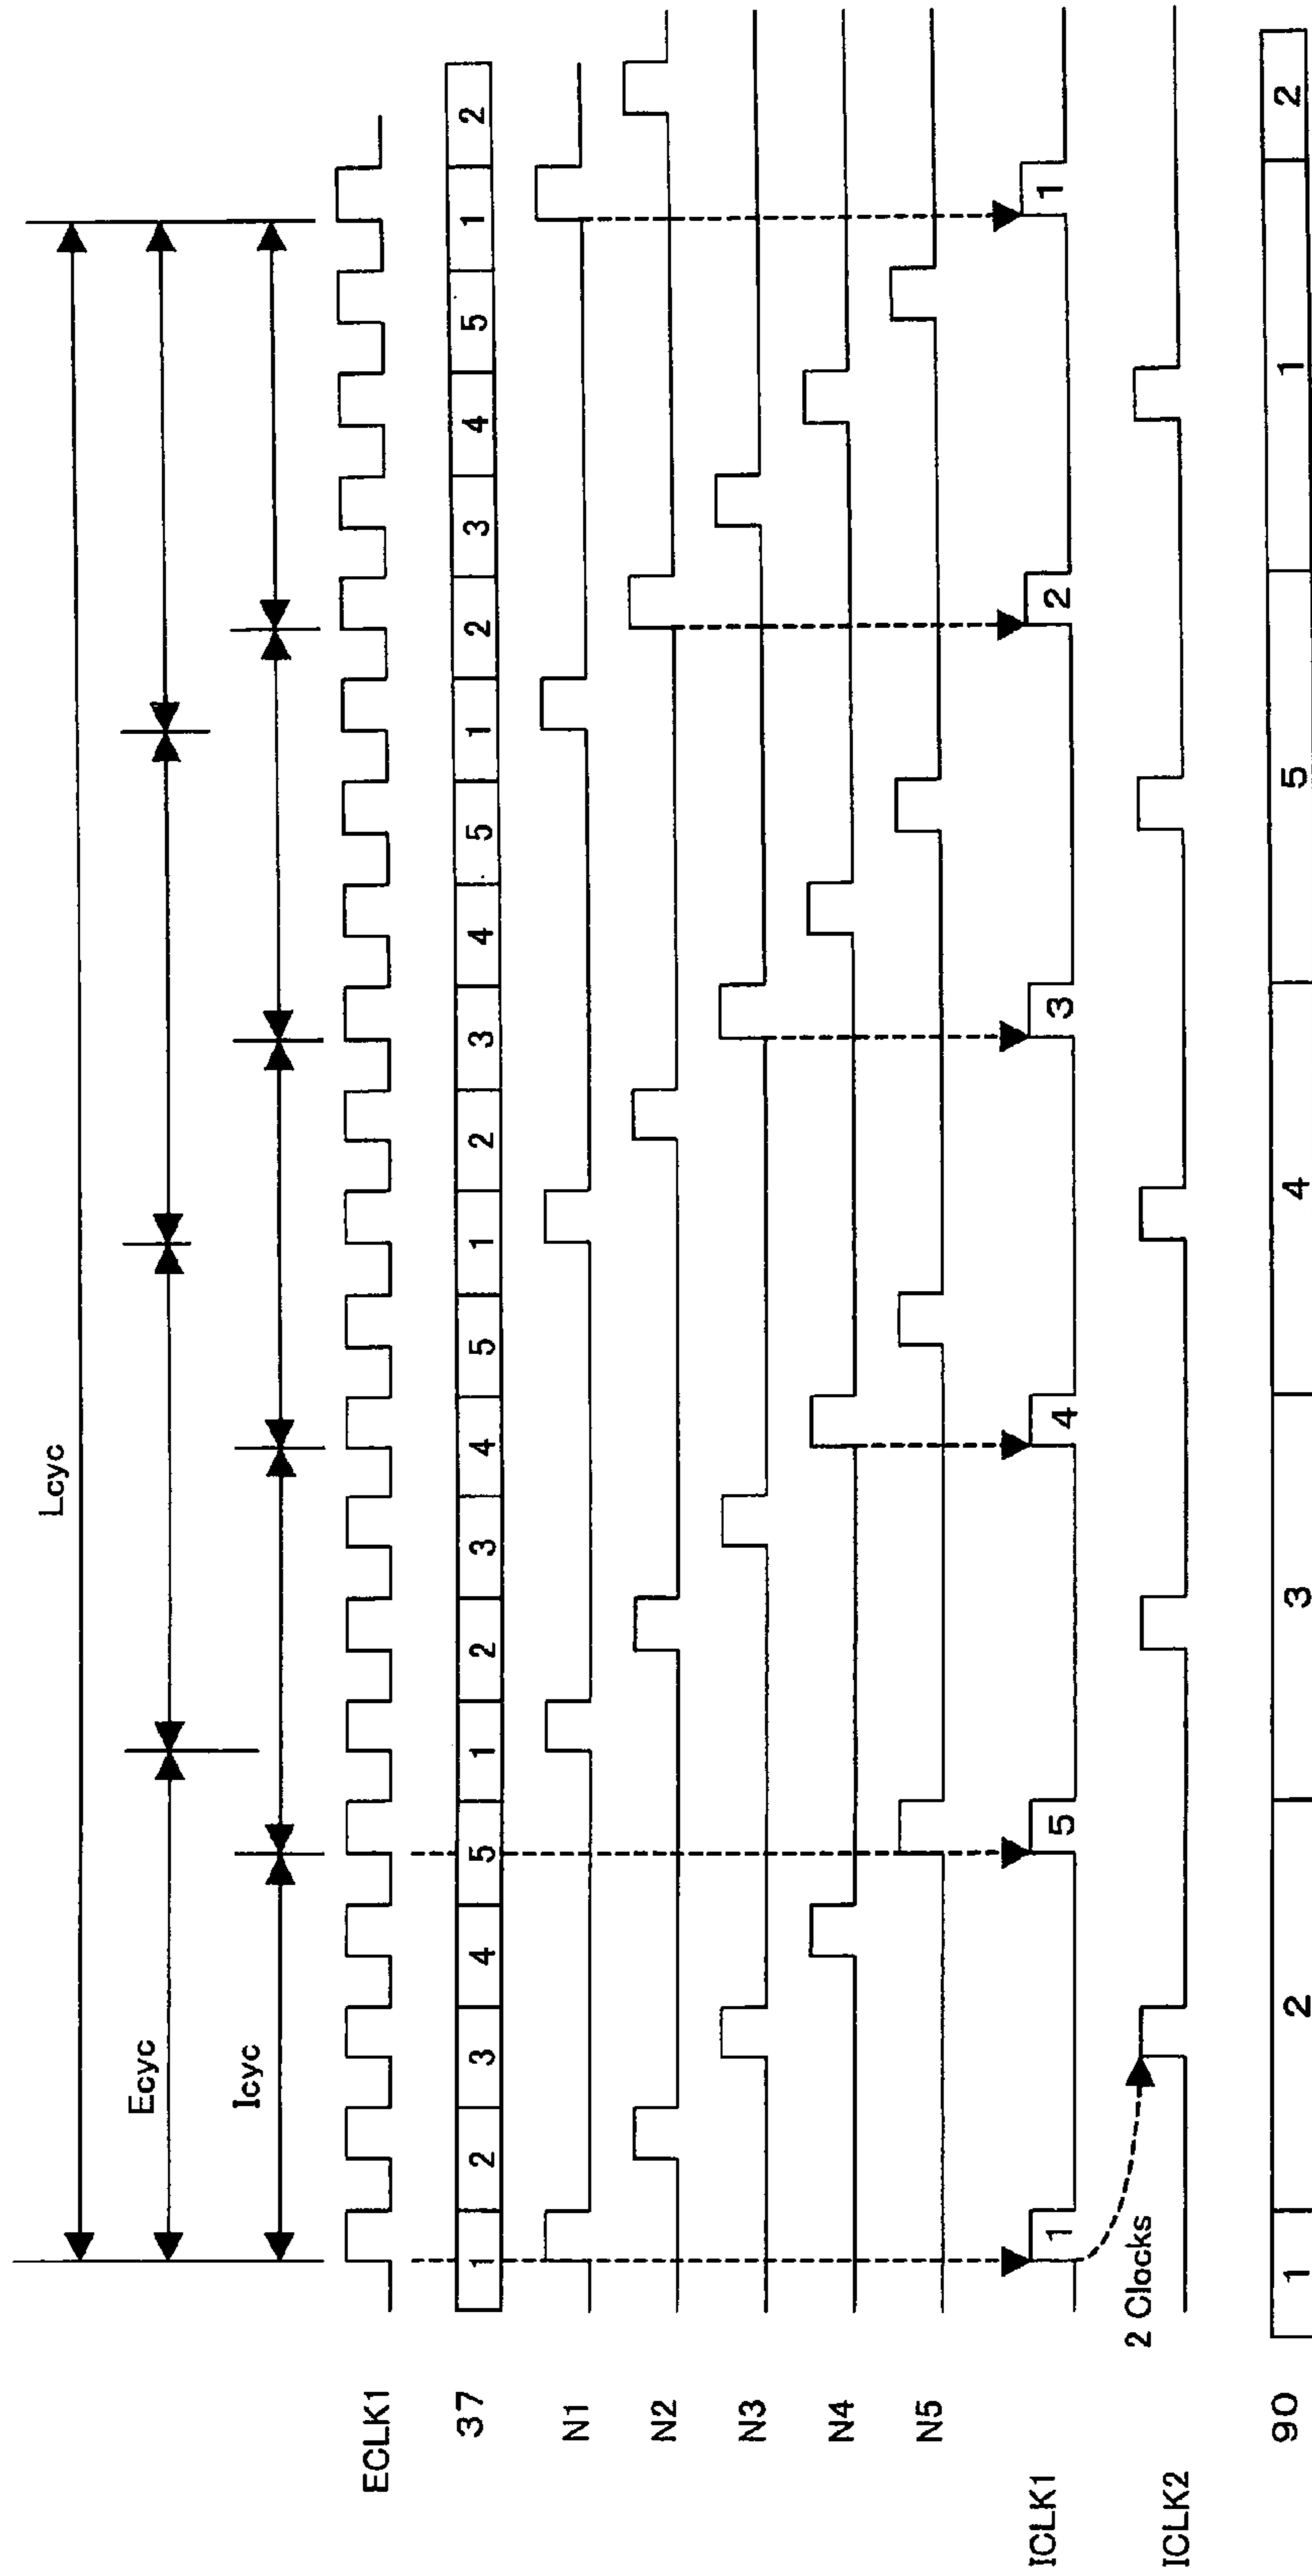 Lcyc
Ecyc
Icyc
ECLK1
37 1 2 3 4 5 1 2 3 4 5 1 2 3 4 5 1 2 3 4 5 1 2
N1
N2
N3
N4
N5
ICLK1 1 5 4 3 2 1
2 Clocks
ICLK2
90 1 2 3 4 5 1 2